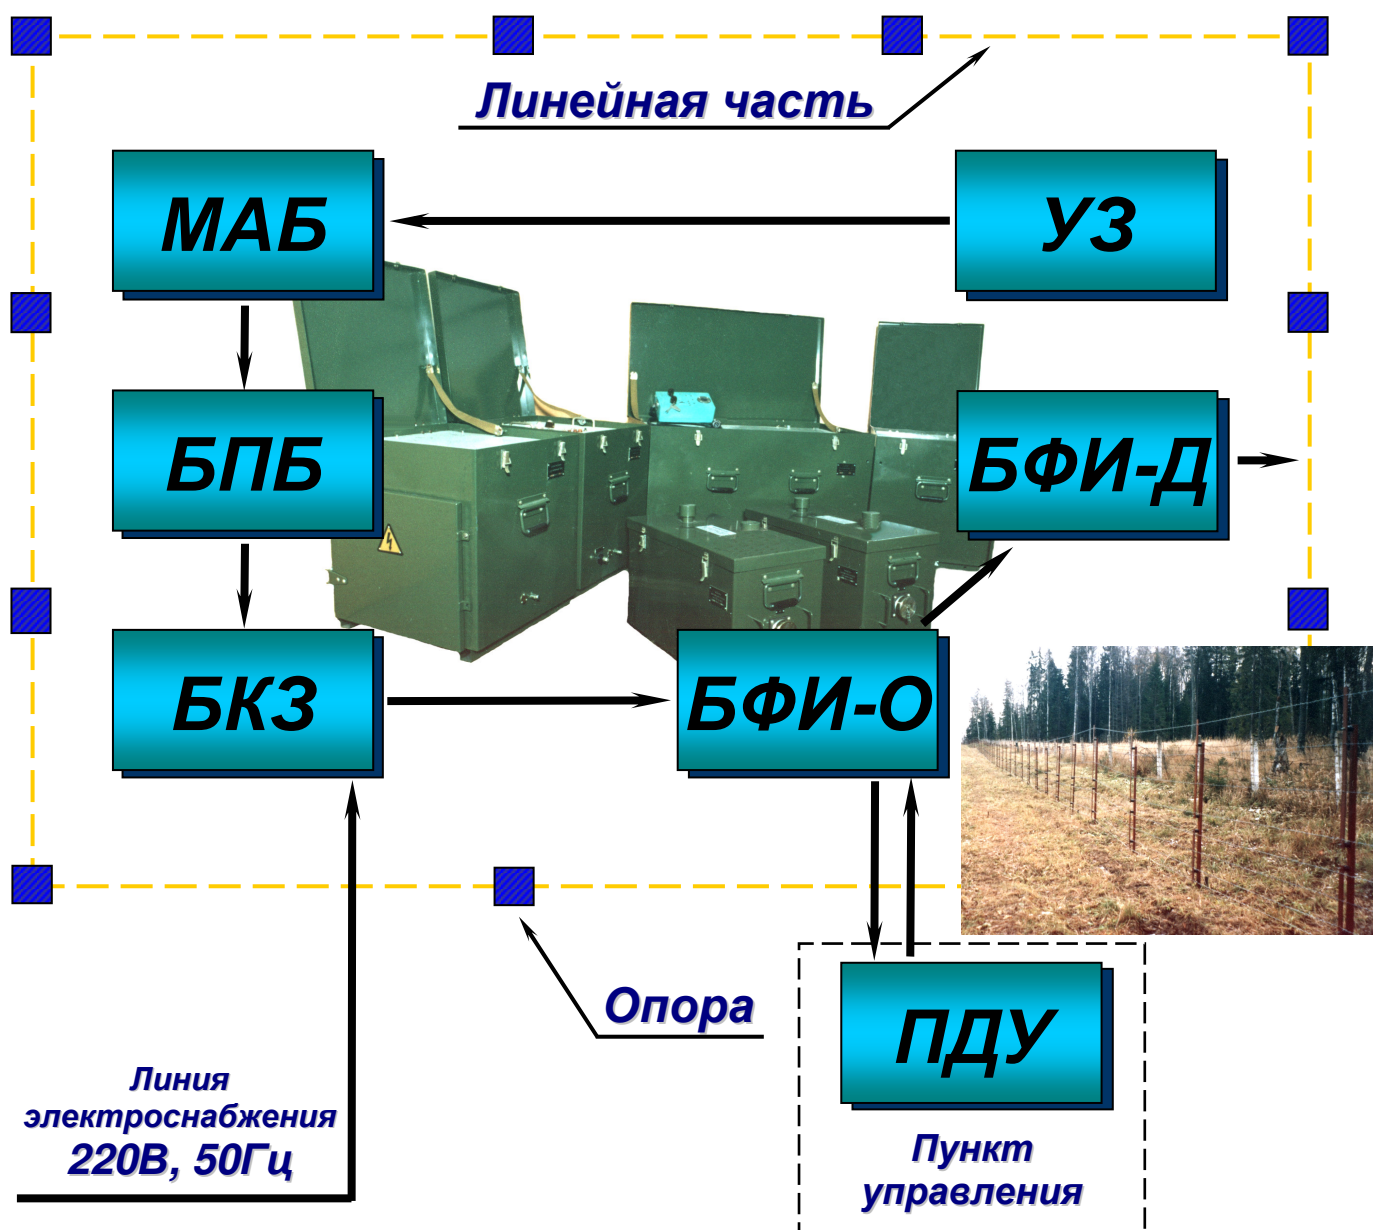 Линейная часть
МАБ
УЗ
БПБ
БФИ-Д
БКЗ
БФИ-О
Опора
ПДУ
Линия
электроснабжения
220В, 50Гц
Пункт
управления